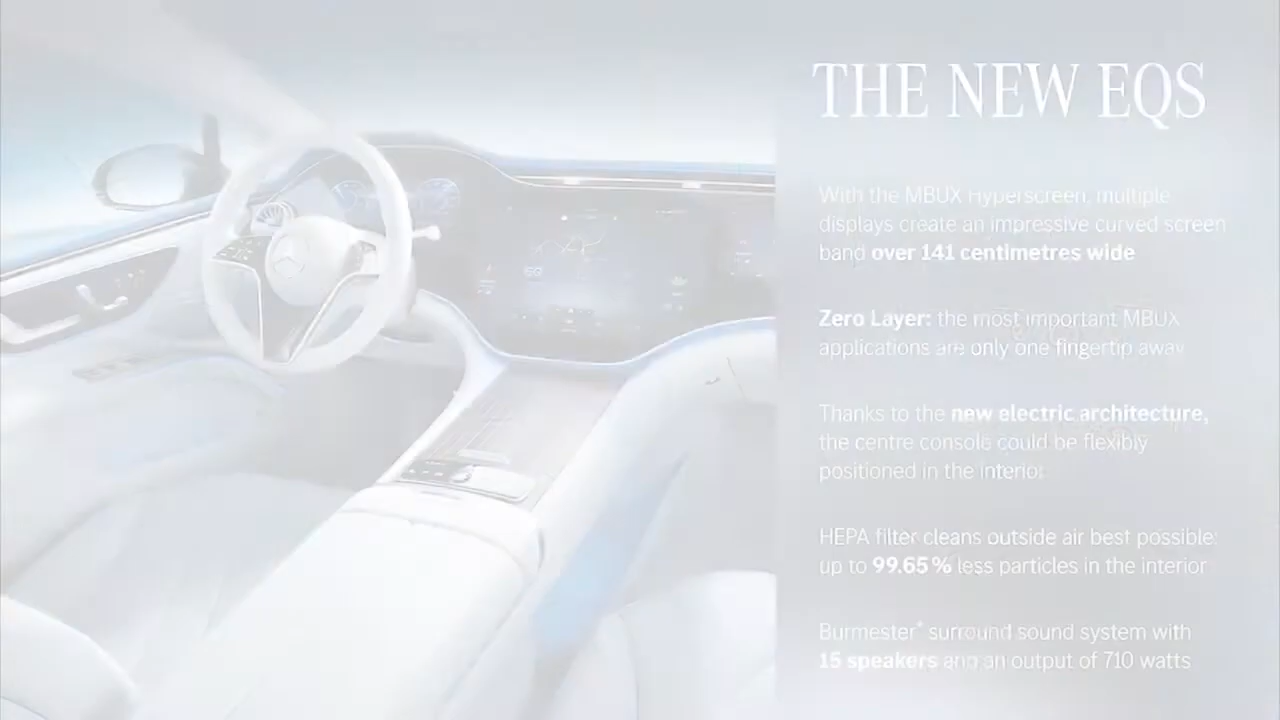 THE NEW EQS
With the MBUX Hyperscreen, multiple
displays create an impressive curved screen
band over 141 centimetres wide
Zero Layer: the most important MBUX
applications are only one fingertip away
Thanks to the new electric architecture,
the centre console could be flexibly
positioned in the interior
HEPA filter cleans outside air best possible:
up to 99.65 % less particles in the interior
Burmester® surround sound system with
15 speakers and an output of 710 watts